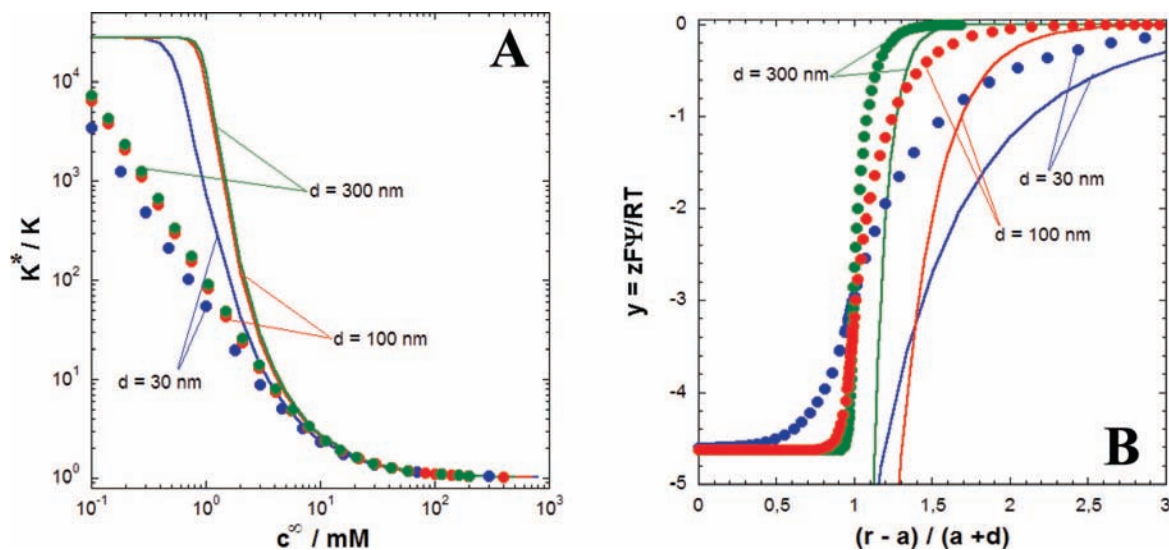 A
10⁴
10³
10²
10¹
10⁰
K* / K
d = 300 nm
d = 100 nm
d = 30 nm
10⁻¹ 10⁰ 10¹ 10² 10³
c∞ / mM
B
0
-1
-2
-3
-4
-5
y = zFΨ/RT
d = 300 nm
d = 30 nm
d = 100 nm
0 0,5 1 1,5 2 2,5 3
(r - a) / (a +d)